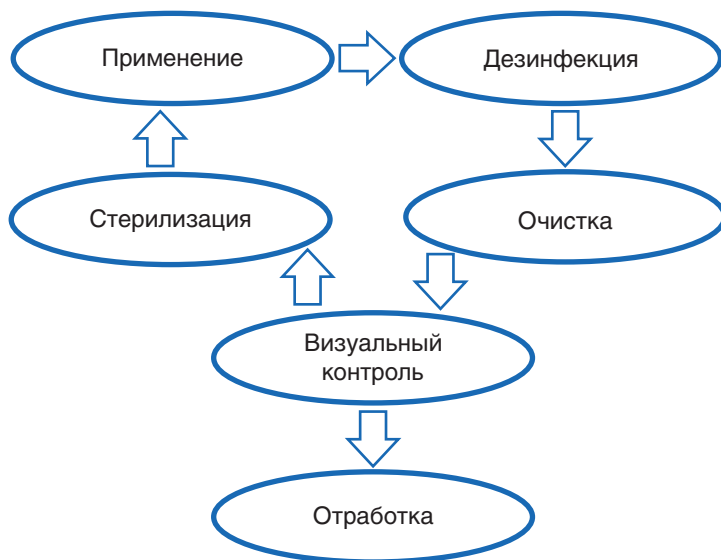 Применение
Дезинфекция
Стерилизация
Очистка
Визуальный
контроль
Отработка